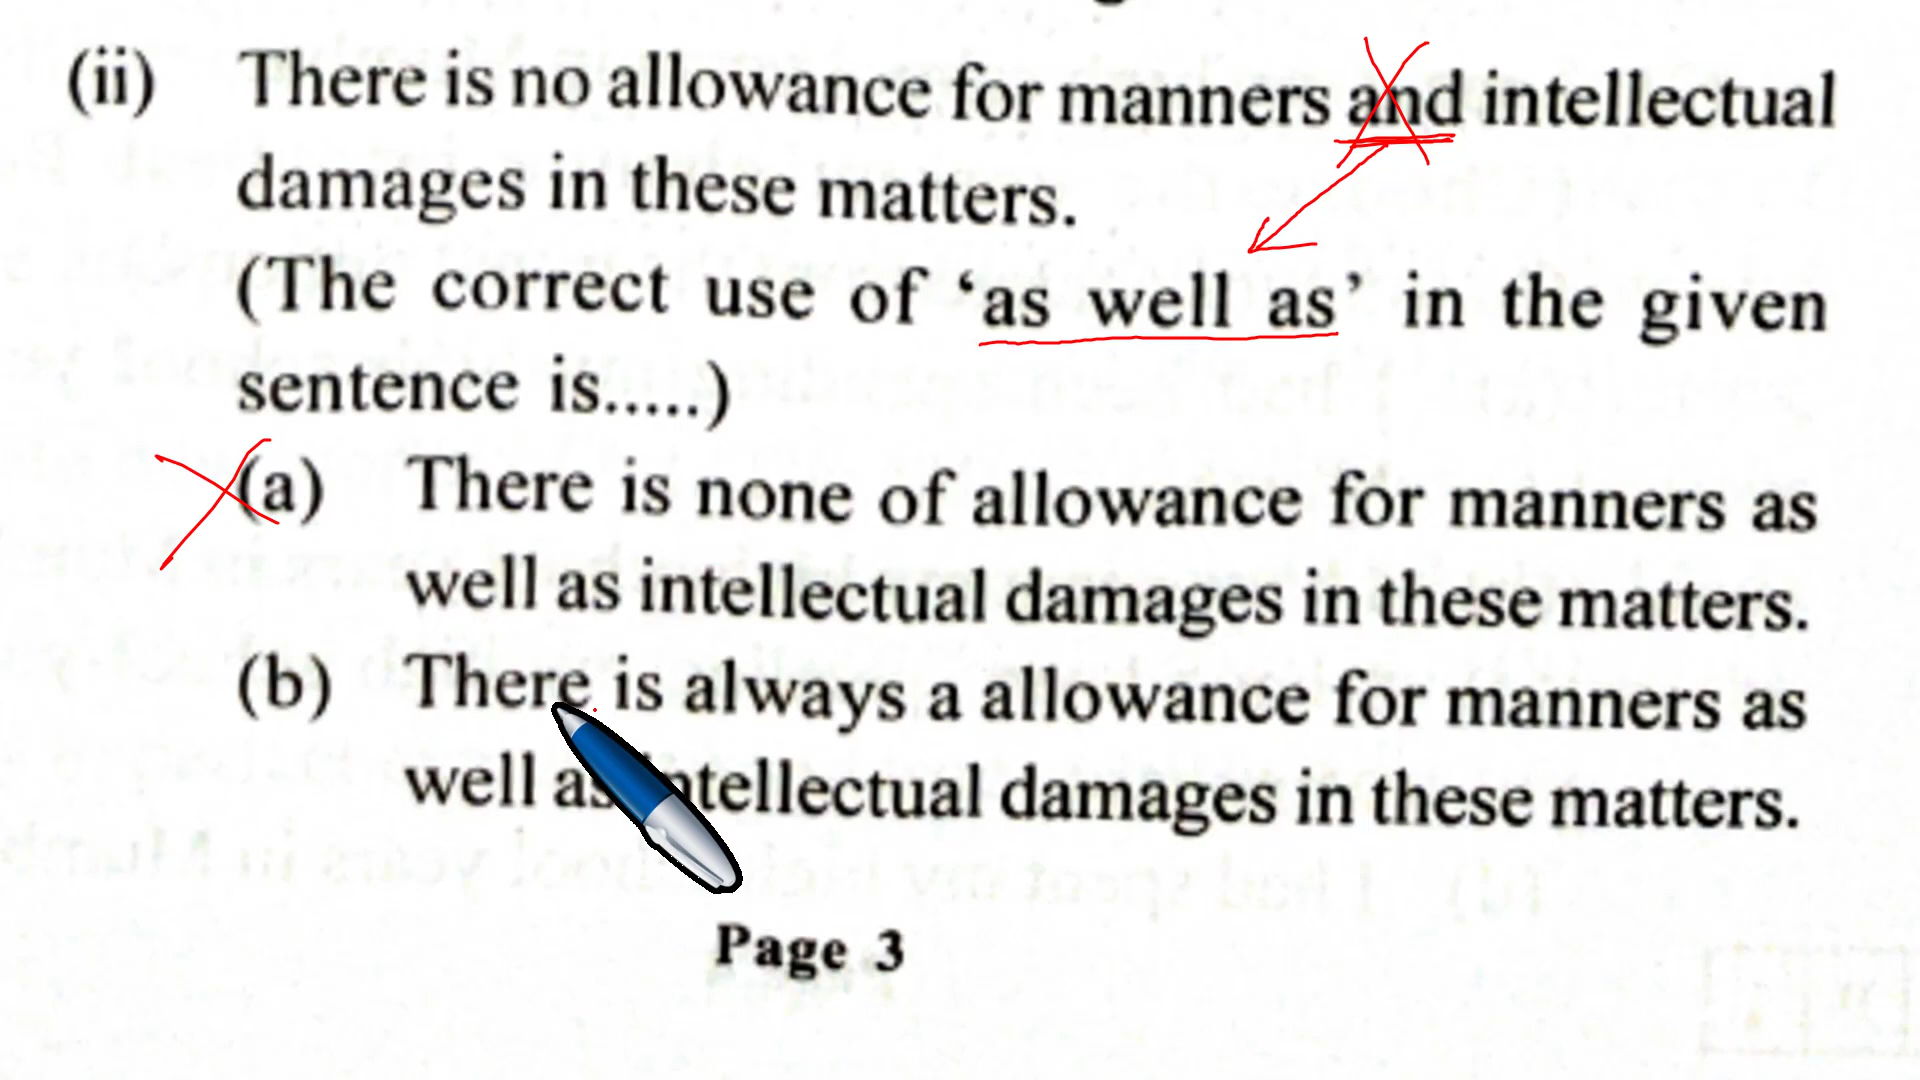 (ii) There is no allowance for manners and intellectual
damages in these matters.
(The correct use of ‘as well as’ in the given
sentence is.....)
(a) There is none of allowance for manners as
well as intellectual damages in these matters.
(b) There is always a allowance for manners as
well as intellectual damages in these matters.
Page 3